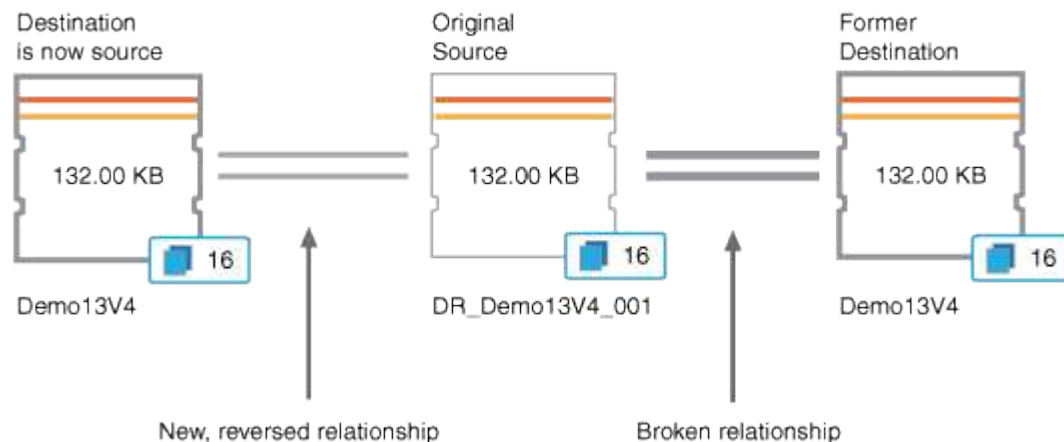 Destination
is now source
Original
Source
Former
Destination
132.00 KB
132.00 KB
132.00 KB
16
16
16
Demo13V4
DR_Demo13V4_001
Demo13V4
New, reversed relationship
Broken relationship